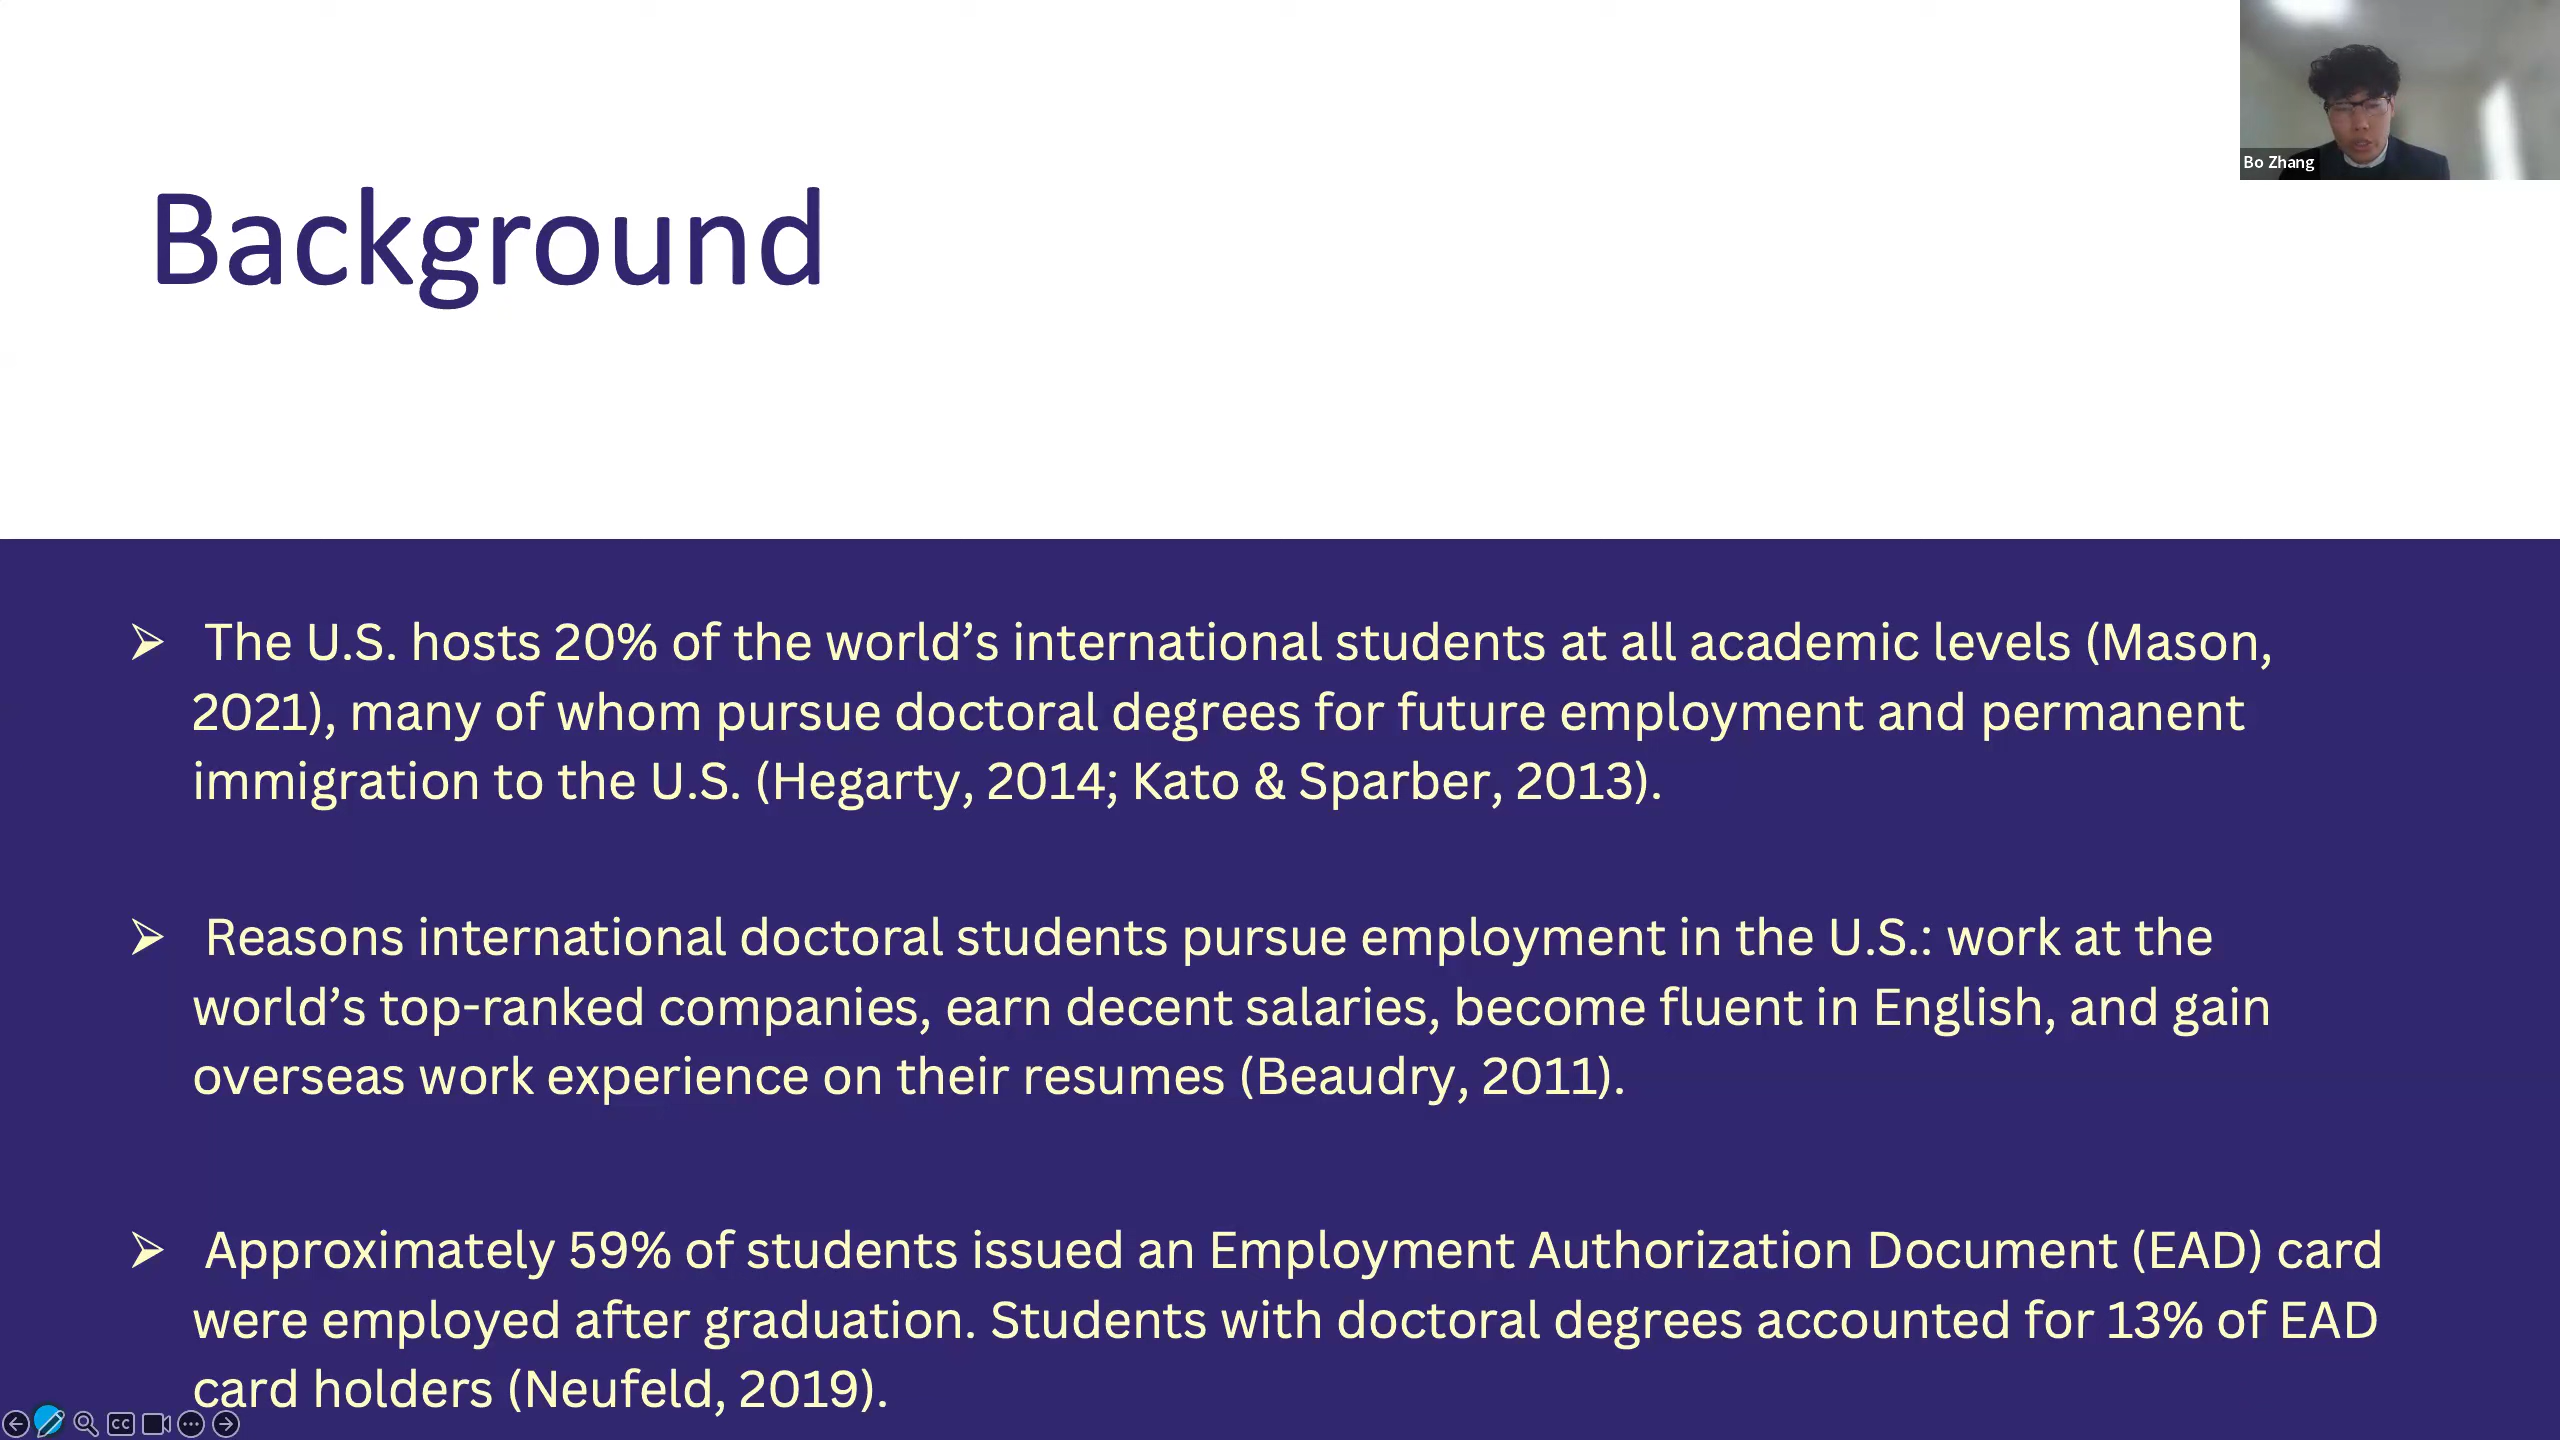 Bo Zhang
Background
➢ The U.S. hosts 20% of the world’s international students at all academic levels (Mason,
2021), many of whom pursue doctoral degrees for future employment and permanent
immigration to the U.S. (Hegarty, 2014; Kato & Sparber, 2013).
➢ Reasons international doctoral students pursue employment in the U.S.: work at the
world’s top-ranked companies, earn decent salaries, become fluent in English, and gain
overseas work experience on their resumes (Beaudry, 2011).
➢ Approximately 59% of students issued an Employment Authorization Document (EAD) card
were employed after graduation. Students with doctoral degrees accounted for 13% of EAD
card holders (Neufeld, 2019).
CC